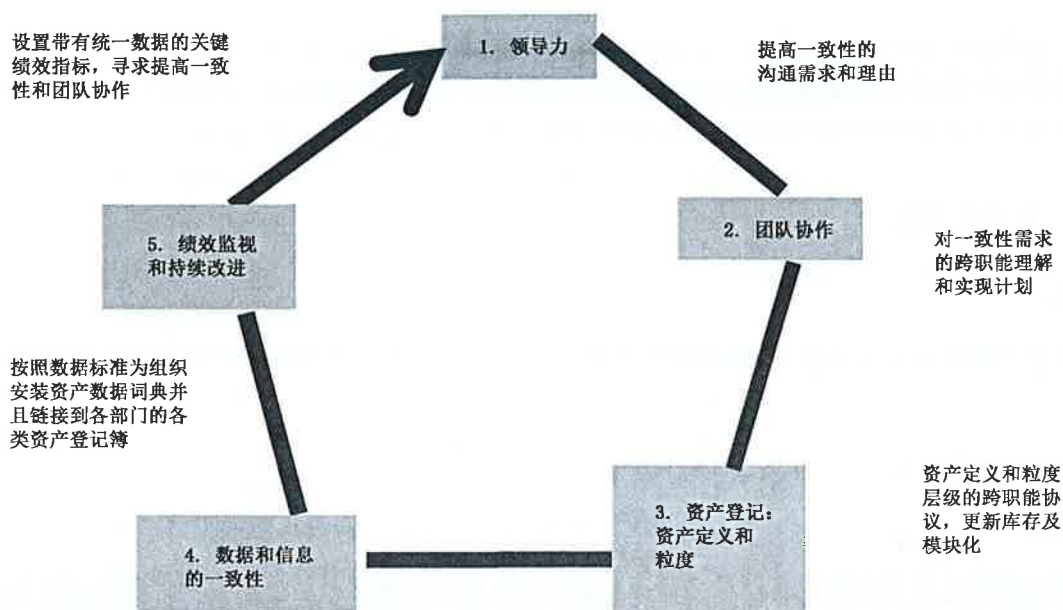 设置带有统一数据的关键
绩效指标，寻求提高一致
性和团队协作
1. 领导力
提高一致性的
沟通需求和理由
2. 团队协作
对一致性需求
的跨职能理解
和实现计划
5. 绩效监视
和持续改进
按照数据标准为组织
安装资产数据词典并
且链接到各部门的各
类资产登记簿
3. 资产登记：
资产定义和
粒度
资产定义和粒度
层级的跨职能协
议，更新库存及
模块化
4. 数据和信息
的一致性